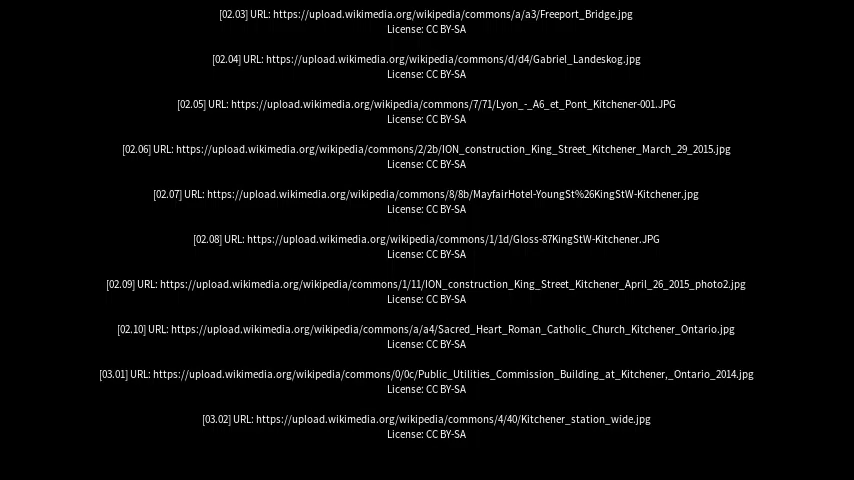 [02.03] URL: https://upload.wikimedia.org/wikipedia/commons/a/a3/Freeport_Bridge.jpg
License: CC BY-SA
[02.04] URL: https://upload.wikimedia.org/wikipedia/commons/d/d4/Gabriel_Landeskog.jpg
License: CC BY-SA
[02.05] URL: https://upload.wikimedia.org/wikipedia/commons/7/71/Lyon_-_A6_et_Pont_Kitchener-001.JPG
License: CC BY-SA
[02.06] URL: https://upload.wikimedia.org/wikipedia/commons/2/2b/ION_construction_King_Street_Kitchener_March_29_2015.jpg
License: CC BY-SA
[02.07] URL: https://upload.wikimedia.org/wikipedia/commons/8/8b/MayfairHotel-YoungSt%26KingStW-Kitchener.jpg
License: CC BY-SA
[02.08] URL: https://upload.wikimedia.org/wikipedia/commons/1/1d/Gloss-87KingStW-Kitchener.JPG
License: CC BY-SA
[02.09] URL: https://upload.wikimedia.org/wikipedia/commons/1/11/ION_construction_King_Street_Kitchener_April_26_2015_photo2.jpg
License: CC BY-SA
[02.10] URL: https://upload.wikimedia.org/wikipedia/commons/a/a4/Sacred_Heart_Roman_Catholic_Church_Kitchener_Ontario.jpg
License: CC BY-SA
[03.01] URL: https://upload.wikimedia.org/wikipedia/commons/0/0c/Public_Utilities_Commission_Building_at_Kitchener,_Ontario_2014.jpg
License: CC BY-SA
[03.02] URL: https://upload.wikimedia.org/wikipedia/commons/4/40/Kitchener_station_wide.jpg
License: CC BY-SA